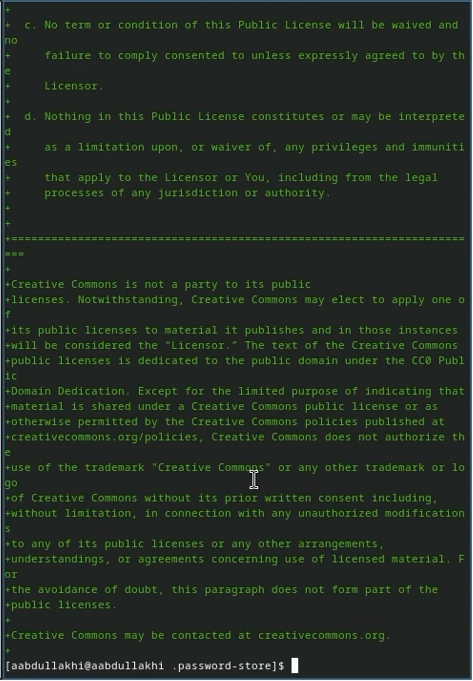 +
+  c. No term or condition of this Public License will be waived and
no
+     failure to comply consented to unless expressly agreed to by th
e
+     Licensor.
+
+  d. Nothing in this Public License constitutes or may be interprete
d
+     as a limitation upon, or waiver of, any privileges and immuniti
es
+     that apply to the Licensor or You, including from the legal
+     processes of any jurisdiction or authority.
+
+
+=================================================================
===
+
+Creative Commons is not a party to its public
+licenses. Notwithstanding, Creative Commons may elect to apply one o
f
+its public licenses to material it publishes and in those instances
+will be considered the "Licensor." The text of the Creative Commons
+public licenses is dedicated to the public domain under the CC0 Publ
ic
+Domain Dedication. Except for the limited purpose of indicating that
+material is shared under a Creative Commons public license or as
+otherwise permitted by the Creative Commons policies published at
+creativecommons.org/policies, Creative Commons does not authorize th
e
+use of the trademark "Creative Commons" or any other trademark or lo
go
+of Creative Commons without its prior written consent including,
+without limitation, in connection with any unauthorized modification
s
+to any of its public licenses or any other arrangements,
+understandings, or agreements concerning use of licensed material. F
or
+the avoidance of doubt, this paragraph does not form part of the
+public licenses.
+
+Creative Commons may be contacted at creativecommons.org.
+
[aabdullakhi@aabdullakhi .password-store]$